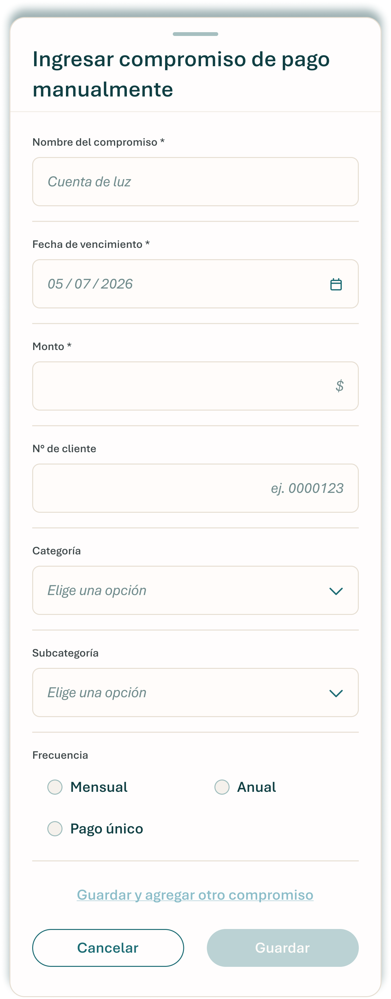 Ingresar compromiso de pago
manualmente
Nombre del compromiso *
Cuenta de luz
Fecha de vencimiento *
05 / 07 / 2026
Monto *
$
N° de cliente
ej. 0000123
Categoría
Elige una opción
Subcategoría
Elige una opción
Frecuencia
Mensual
Anual
Pago único
Guardar y agregar otro compromiso
Cancelar
Guardar